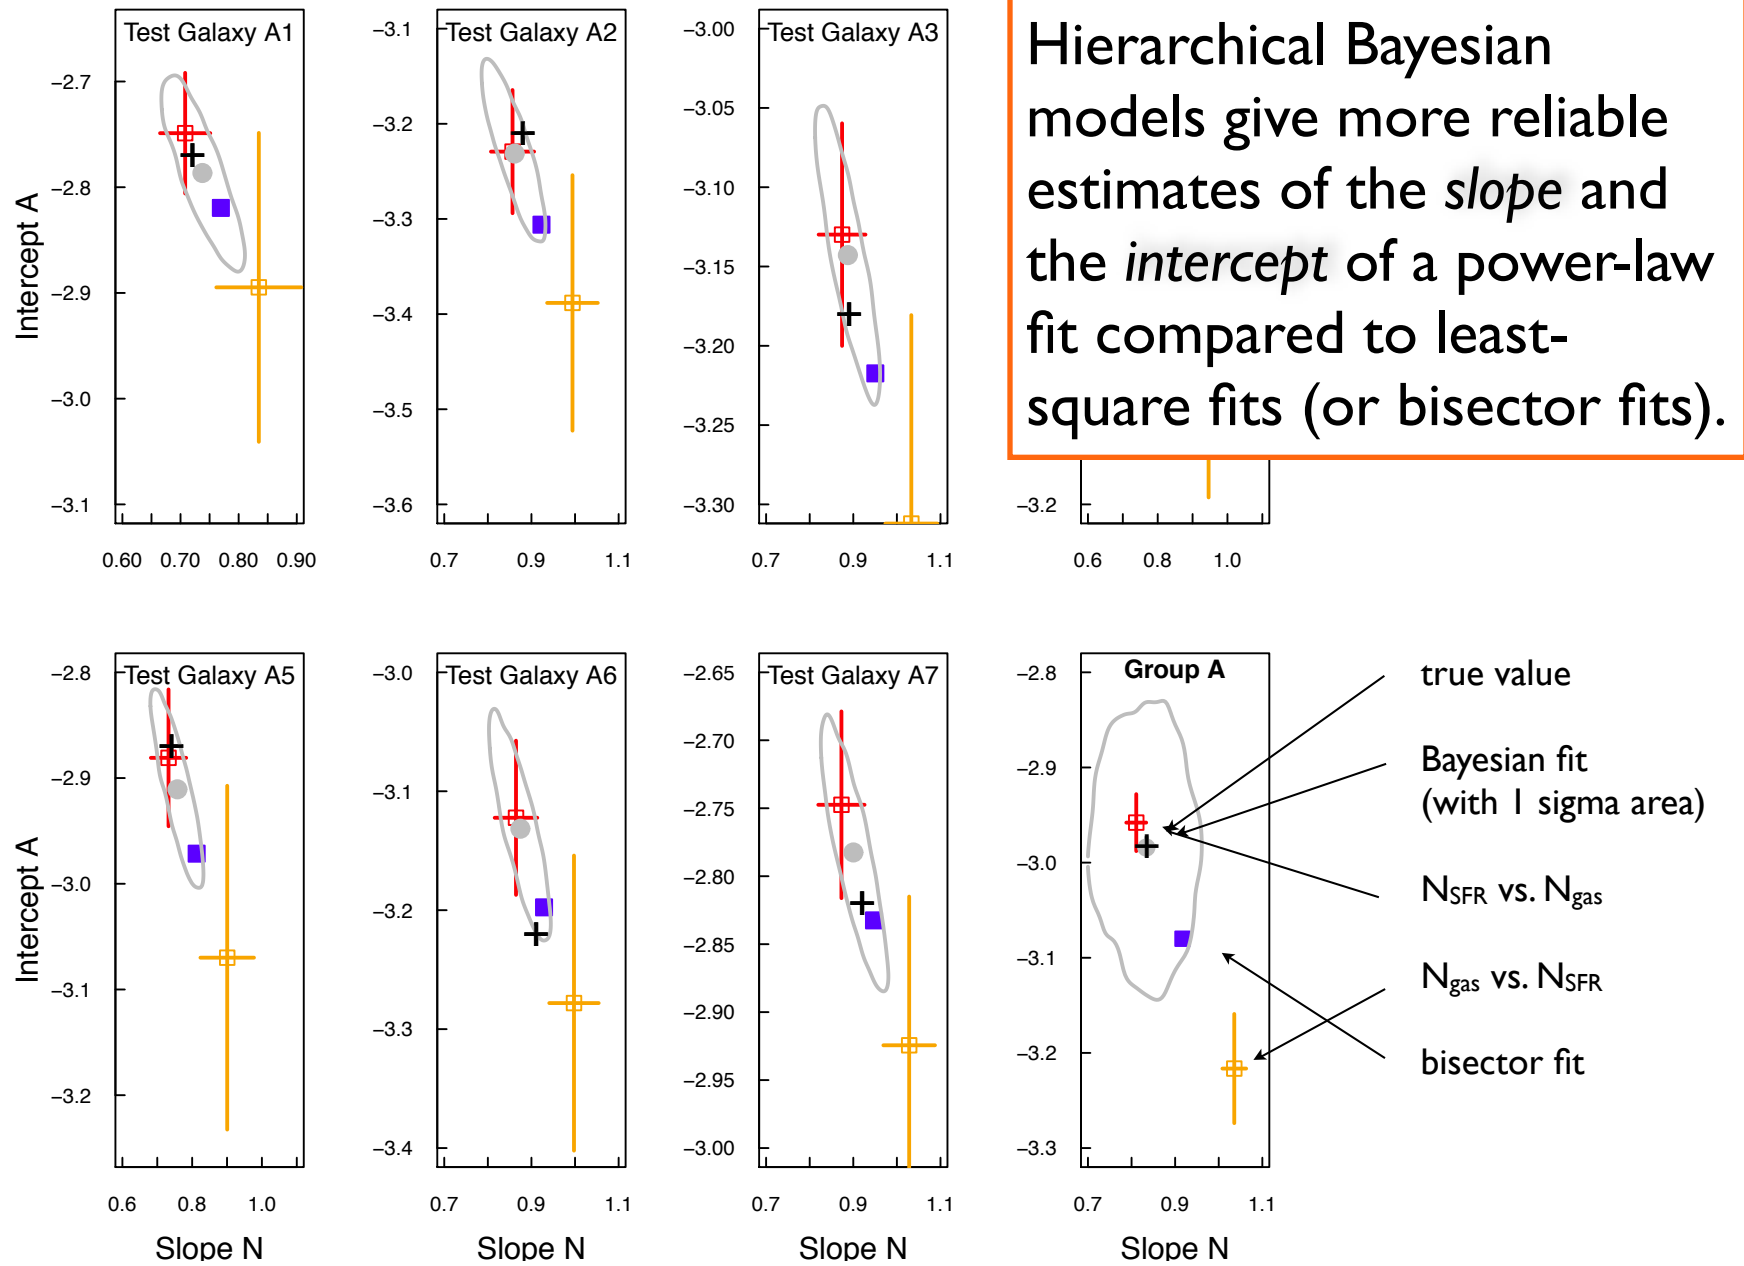 Test Galaxy A1
Test Galaxy A2
Test Galaxy A3
Hierarchical Bayesian
models give more reliable
estimates of the slope and
the intercept of a power-law
fit compared to least-
square fits (or bisector fits).
Intercept A
−2.7
−2.8
−2.9
−3.0
−3.1
0.60 0.70 0.80 0.90
−3.1
−3.2
−3.3
−3.4
−3.5
−3.6
0.7 0.9 1.1
−3.00
−3.05
−3.10
−3.15
−3.20
−3.25
−3.30
0.7 0.9 1.1
−3.2
0.6 0.8 1.0
Test Galaxy A5
Test Galaxy A6
Test Galaxy A7
Group A
Intercept A
−2.8
−2.9
−3.0
−3.1
−3.2
0.6 0.8 1.0
Slope N
−3.0
−3.1
−3.2
−3.3
−3.4
0.7 0.9 1.1
Slope N
−2.65
−2.70
−2.75
−2.80
−2.85
−2.90
−2.95
−3.00
0.7 0.9 1.1
Slope N
−2.8
−2.9
−3.0
−3.1
−3.2
−3.3
0.7 0.9 1.1
Slope N
true value
Bayesian fit
(with 1 sigma area)
NSFR vs. Ngas
Ngas vs. NSFR
bisector fit